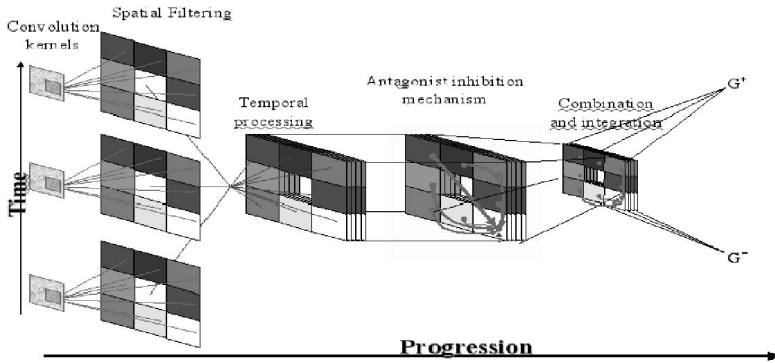 Spatial Filtering
Convolution
kernels
Antagonist inhibition
mechanism
Temporal
processing
Combination
and integration
G⁺
Time
G⁻
Progression